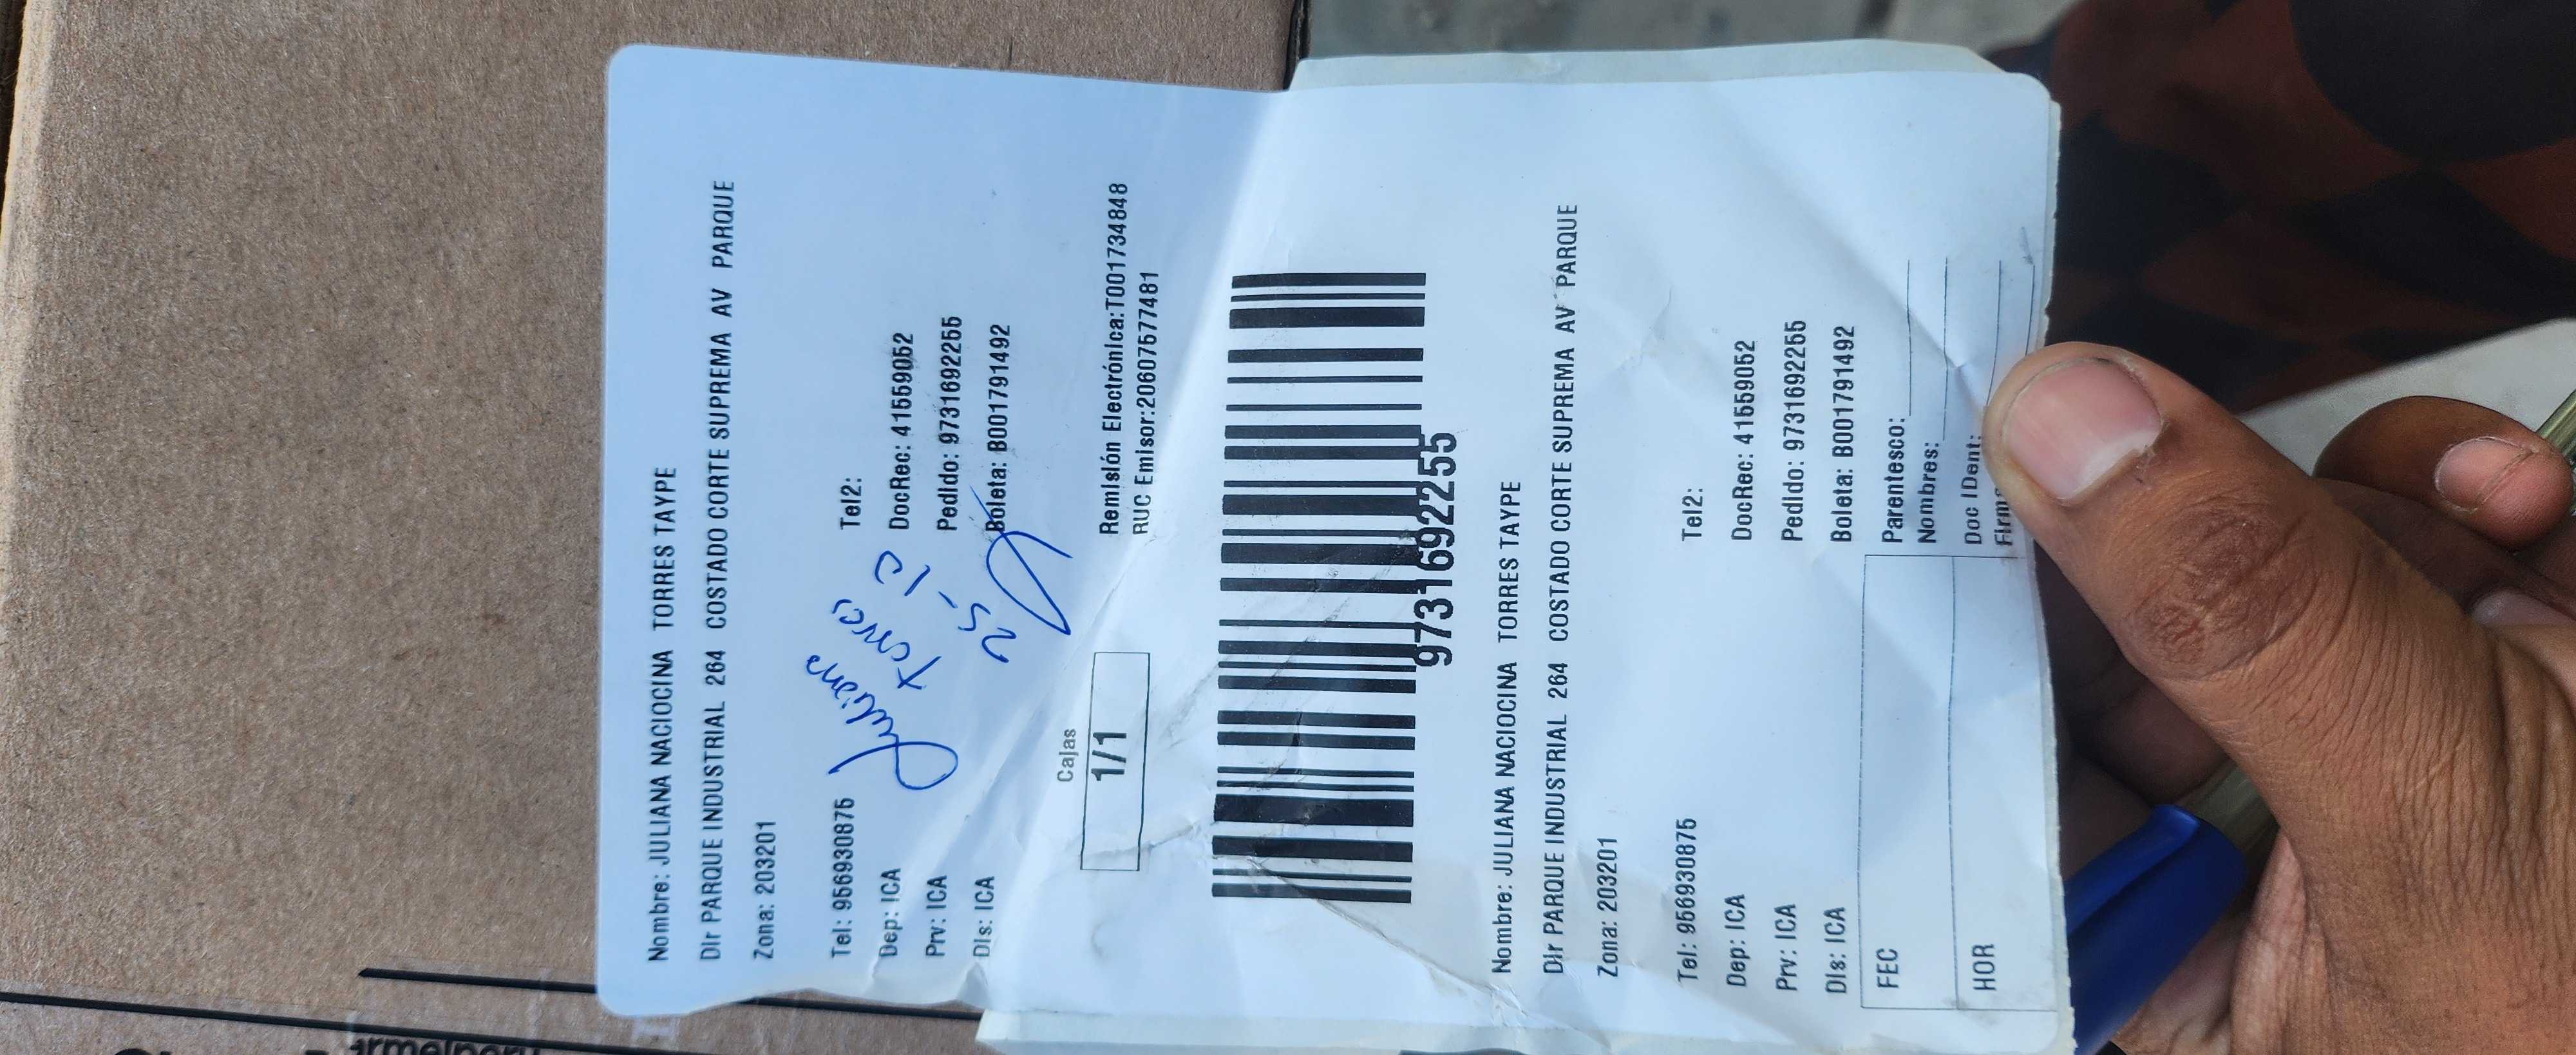 Nombre: JULIANA NACIOCINA TORRES TAYPE
Dir PARQUE INDUSTRIAL 264 COSTADO CORTE SUPREMA AV PARQUE
Zona: 203201
Tel: 956930875 Tel2:
Dep: ICA DocRec: 41559052
Prv: ICA Pedido: 9731692255
Dis: ICA Boleta: B001791492
Juliana
Torres
25-10
Cajas
1/1
Remisión Electrónica:T001734848
RUC Emisor:20607577481
9731692255
Nombre: JULIANA NACIOCINA TORRES TAYPE
Dir PARQUE INDUSTRIAL 264 COSTADO CORTE SUPREMA AV PARQUE
Zona: 203201
Tel: 956930875 Tel2:
Dep: ICA DocRec: 41559052
Prv: ICA Pedido: 9731692255
Dis: ICA Boleta: B001791492
FEC Parentesco:
Nombres:
HOR Doc IDent: